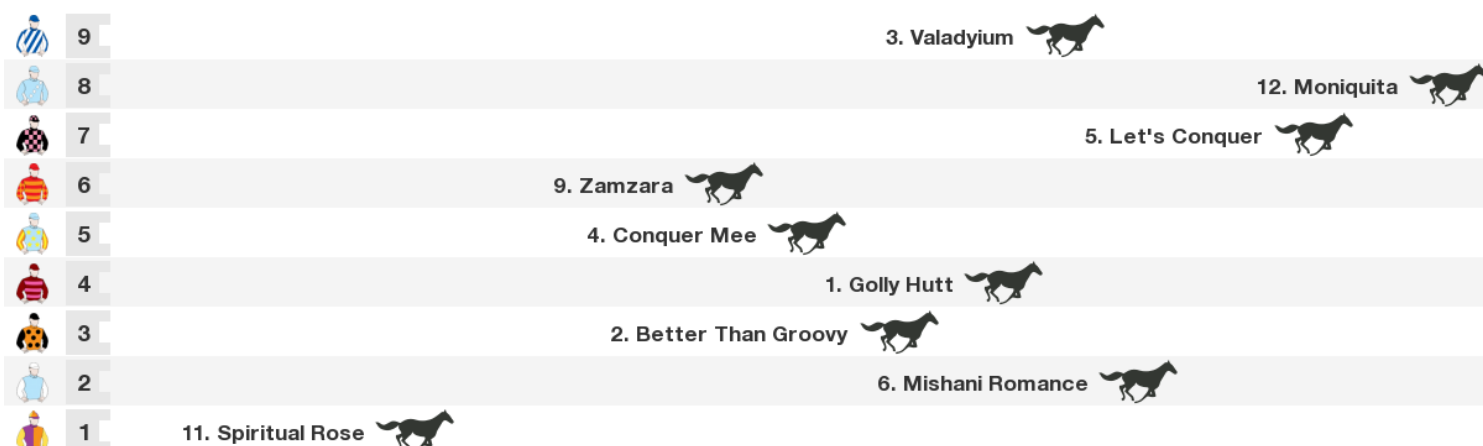 9 3. Valadyium
8 12. Moniquita
7 5. Let's Conquer
6 9. Zamzara
5 4. Conquer Mee
4 1. Golly Hutt
3 2. Better Than Groovy
2 6. Mishani Romance
1 11. Spiritual Rose